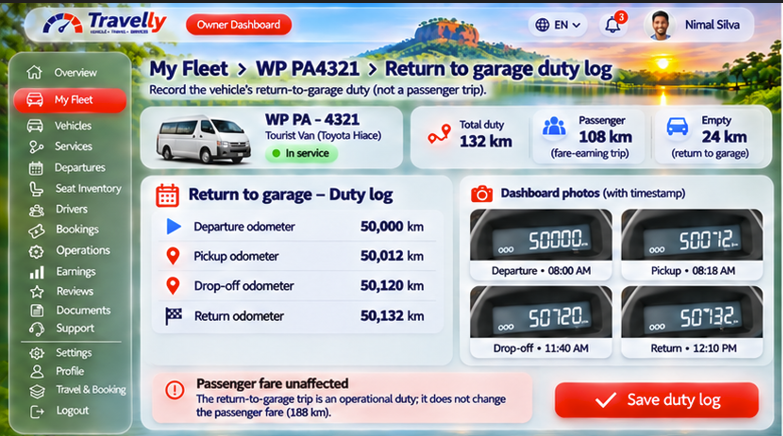 Travelly
VEHICLE • TRAVEL • SERVICES
Owner Dashboard
EN
3
Nimal Silva
Overview
My Fleet
Vehicles
Services
Departures
Seat Inventory
Drivers
Bookings
Operations
Earnings
Reviews
Documents
Support
Settings
Profile
Travel & Booking
Logout
My Fleet > WP PA4321 > Return to garage duty log
Record the vehicle's return-to-garage duty (not a passenger trip).
WP PA - 4321
Tourist Van (Toyota Hiace)
In service
Total duty
132 km
Passenger
108 km
(fare-earning trip)
Empty
24 km
(return to garage)
Return to garage – Duty log
Departure odometer 50,000 km
Pickup odometer 50,012 km
Drop-off odometer 50,120 km
Return odometer 50,132 km
Dashboard photos (with timestamp)
50000
Departure • 08:00 AM
50012
Pickup • 08:18 AM
50120
Drop-off • 11:40 AM
50132
Return • 12:10 PM
Passenger fare unaffected
The return-to-garage trip is an operational duty; it does not change
the passenger fare (188 km).
Save duty log